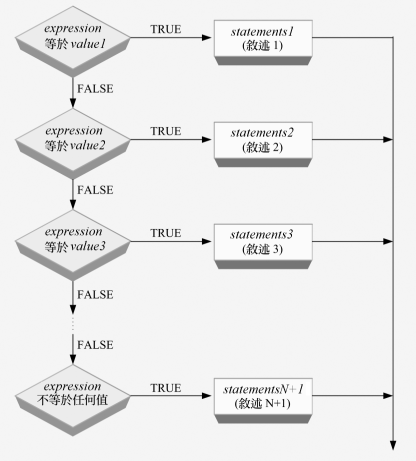 expression
等於 value1
TRUE
statements1
(敘述 1)
FALSE
expression
等於 value2
TRUE
statements2
(敘述 2)
FALSE
expression
等於 value3
TRUE
statements3
(敘述 3)
FALSE
FALSE
expression
不等於任何值
TRUE
statementsN+1
(敘述 N+1)